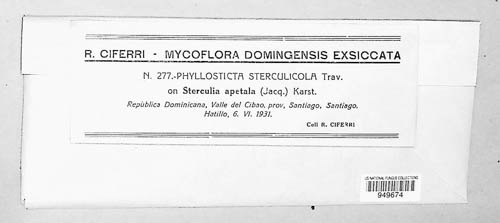 R. CIFERRI - MYCOFLORA DOMINGENSIS EXSICCATA
N. 277.-PHYLLOSTICTA STERCULICOLA Trav.
on Sterculia apetala (Jacq.) Karst.
Repùblica Dominicana, Valle del Cibao. prov, Santiago, Santiago.
Hatillo, 6. VI. 1931.
Coll R. CIFERRI
US NATIONAL FUNGUS COLLECTIONS
949674